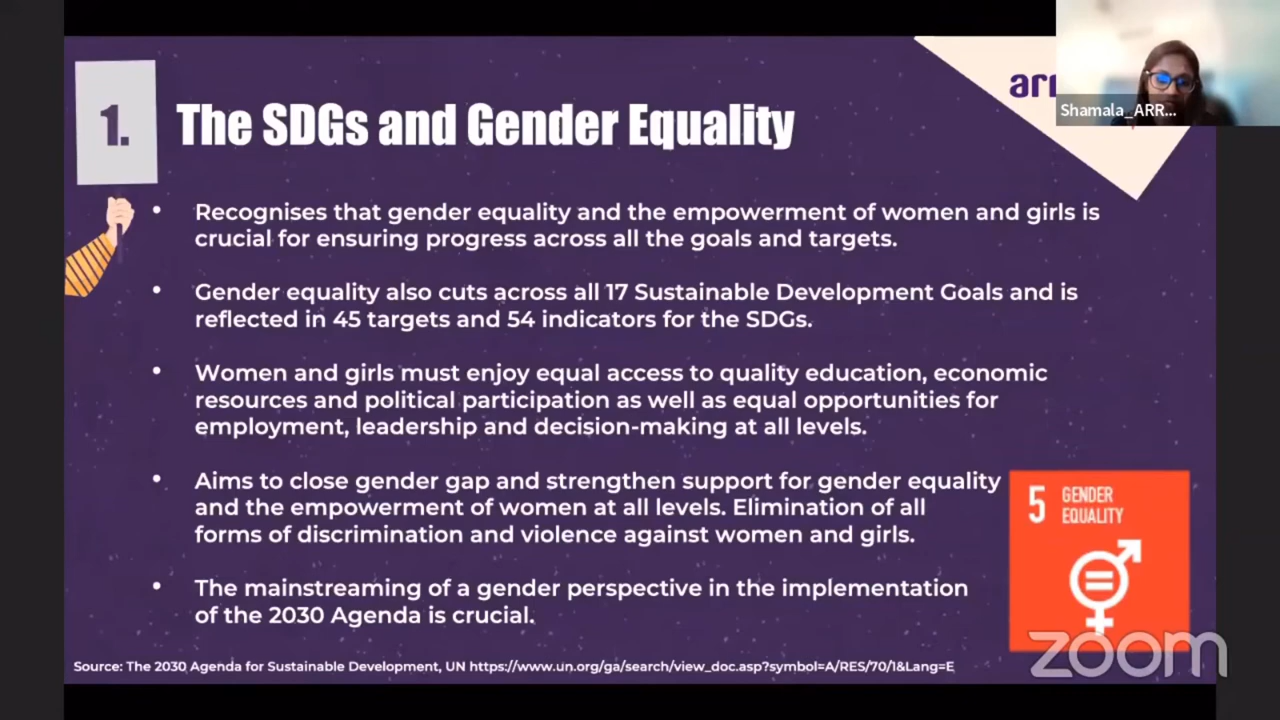 1.
The SDGs and Gender Equality
arr
Shamala_ARR...
• Recognises that gender equality and the empowerment of women and girls is
crucial for ensuring progress across all the goals and targets.
• Gender equality also cuts across all 17 Sustainable Development Goals and is
reflected in 45 targets and 54 indicators for the SDGs.
• Women and girls must enjoy equal access to quality education, economic
resources and political participation as well as equal opportunities for
employment, leadership and decision-making at all levels.
• Aims to close gender gap and strengthen support for gender equality
and the empowerment of women at all levels. Elimination of all
forms of discrimination and violence against women and girls.
• The mainstreaming of a gender perspective in the implementation
of the 2030 Agenda is crucial.
5 GENDER
EQUALITY
zoom
Source: The 2030 Agenda for Sustainable Development, UN https://www.un.org/ga/search/view_doc.asp?symbol=A/RES/70/1&Lang=E